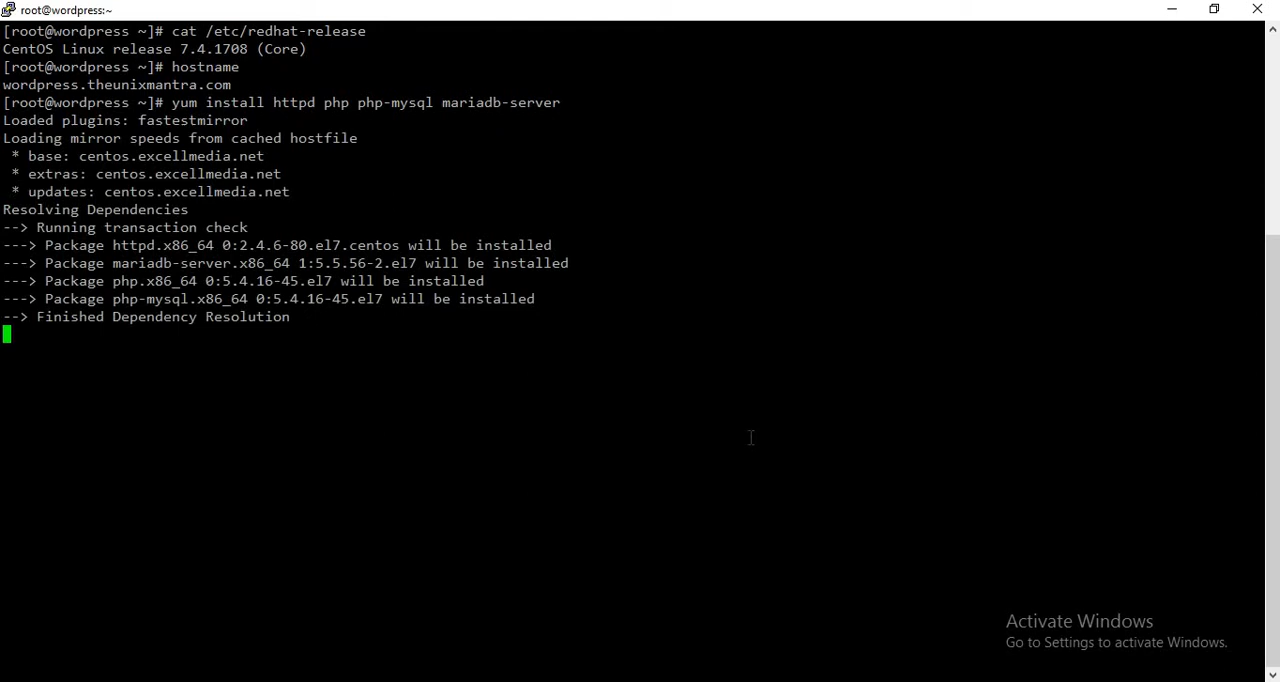 root@wordpress:~
[root@wordpress ~]# cat /etc/redhat-release
CentOS Linux release 7.4.1708 (Core)
[root@wordpress ~]# hostname
wordpress.theunixmantra.com
[root@wordpress ~]# yum install httpd php php-mysql mariadb-server
Loaded plugins: fastestmirror
Loading mirror speeds from cached hostfile
 * base: centos.excellmedia.net
 * extras: centos.excellmedia.net
 * updates: centos.excellmedia.net
Resolving Dependencies
--> Running transaction check
---> Package httpd.x86_64 0:2.4.6-80.el7.centos will be installed
---> Package mariadb-server.x86_64 1:5.5.56-2.el7 will be installed
---> Package php.x86_64 0:5.4.16-45.el7 will be installed
---> Package php-mysql.x86_64 0:5.4.16-45.el7 will be installed
--> Finished Dependency Resolution
Activate Windows
Go to Settings to activate Windows.